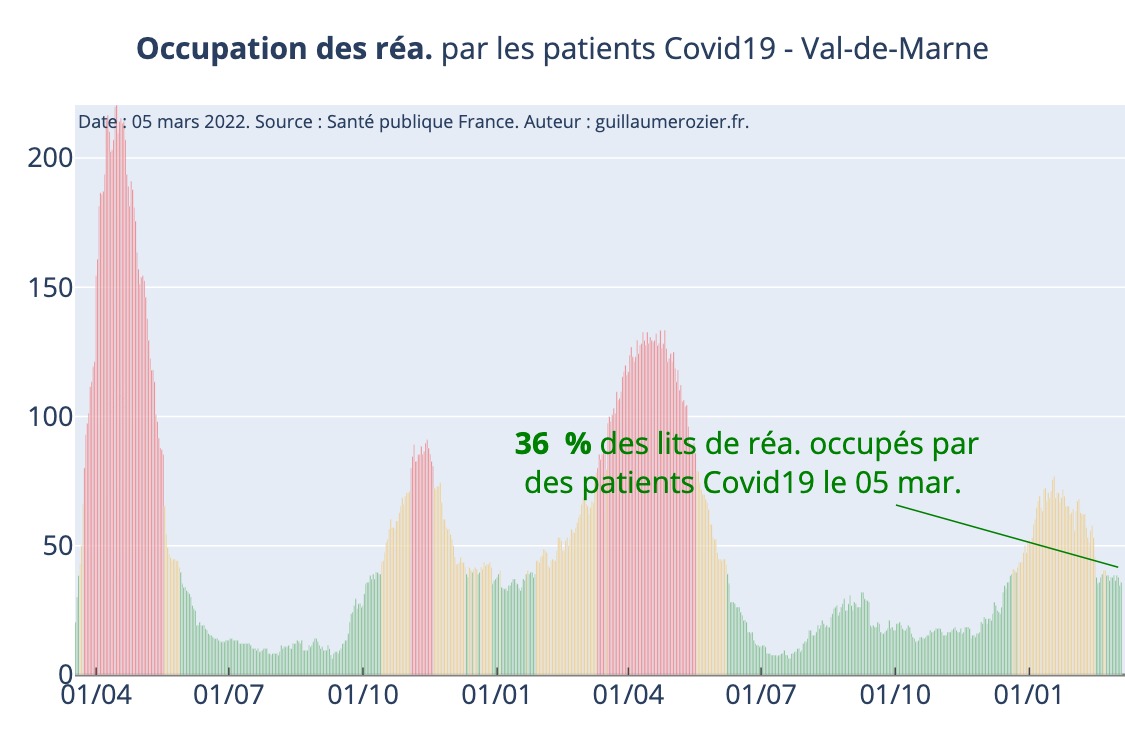 Occupation des réa. par les patients Covid19 - Val-de-Marne
Date : 05 mars 2022. Source : Santé publique France. Auteur : guillaumerozier.fr.
200
150
100
36 % des lits de réa. occupés par
des patients Covid19 le 05 mar.
50
0
01/04 01/07 01/10 01/01 01/04 01/07 01/10 01/01